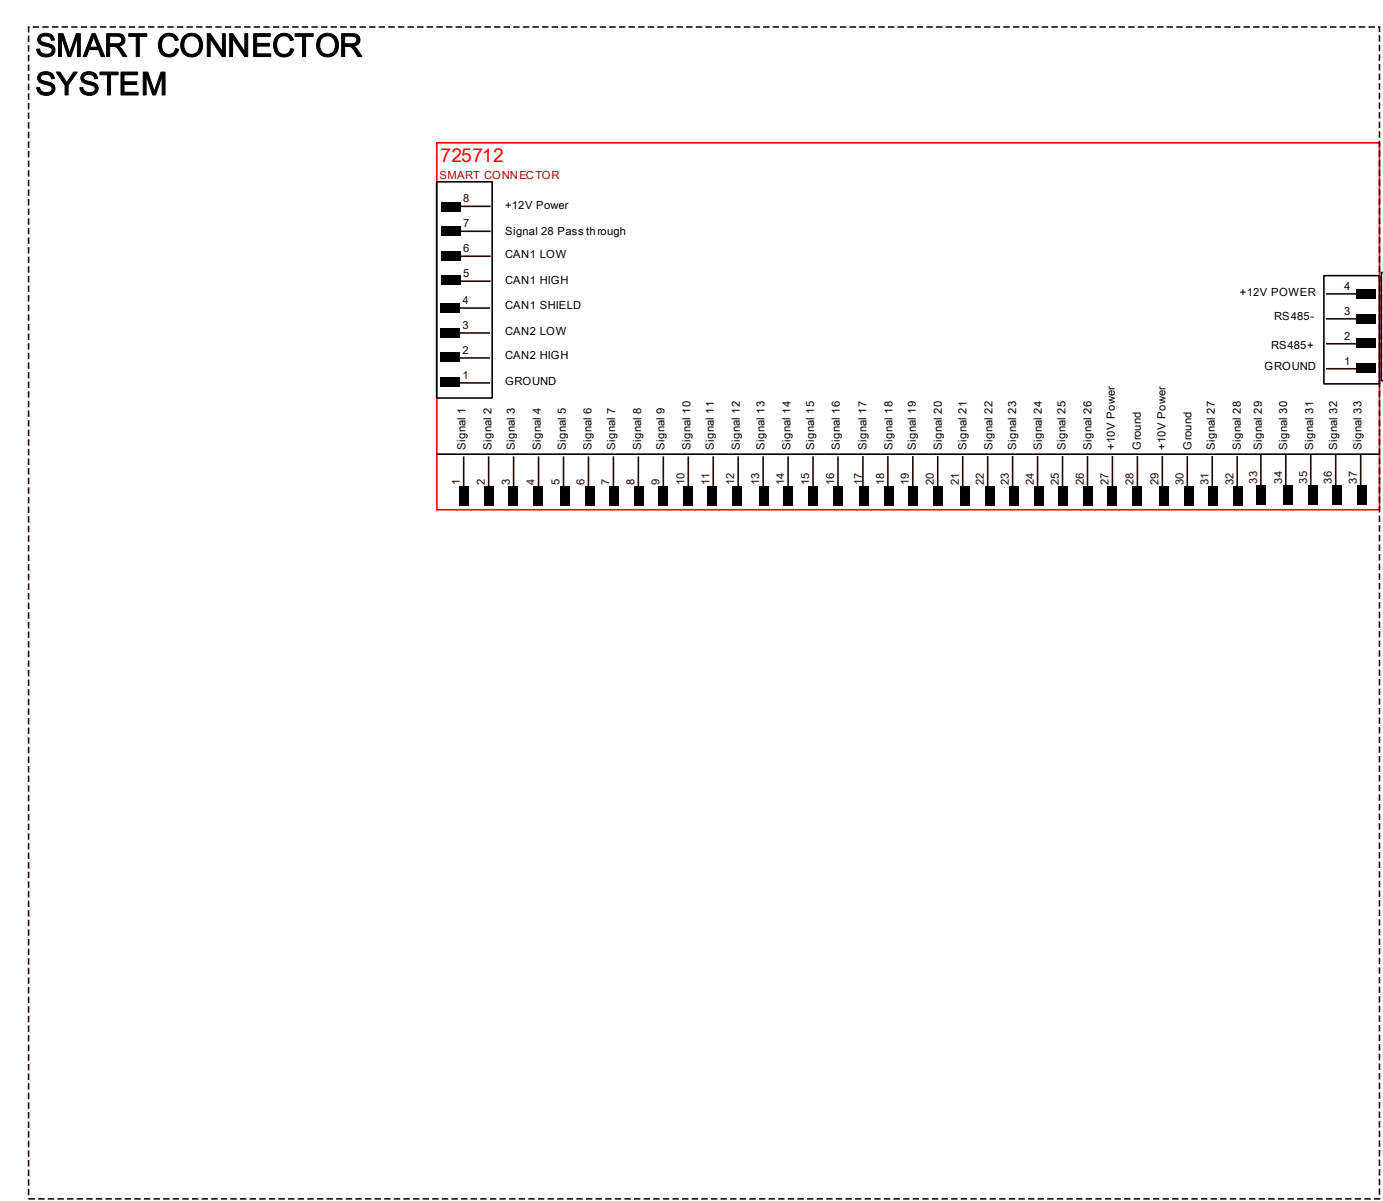 SMART CONNECTOR
SYSTEM
725712
SMART CONNECTOR
8 +12V Power
7 Signal 28 Pass through
6 CAN1 LOW
5 CAN1 HIGH
4 CAN1 SHIELD
3 CAN2 LOW
2 CAN2 HIGH
1 GROUND
+12V POWER 4
RS485- 3
RS485+ 2
GROUND 1
Signal 1 Signal 2 Signal 3 Signal 4 Signal 5 Signal 6 Signal 7 Signal 8 Signal 9 Signal 10 Signal 11 Signal 12 Signal 13 Signal 14 Signal 15 Signal 16 Signal 17 Signal 18 Signal 19 Signal 20 Signal 21 Signal 22 Signal 23 Signal 24 Signal 25 Signal 26 +10V Power Ground +10V Power Ground Signal 27 Signal 28 Signal 29 Signal 30 Signal 31 Signal 32 Signal 33
1 2 3 4 5 6 7 8 9 10 11 12 13 14 15 16 17 18 19 20 21 22 23 24 25 26 27 28 29 30 31 32 33 34 35 36 37